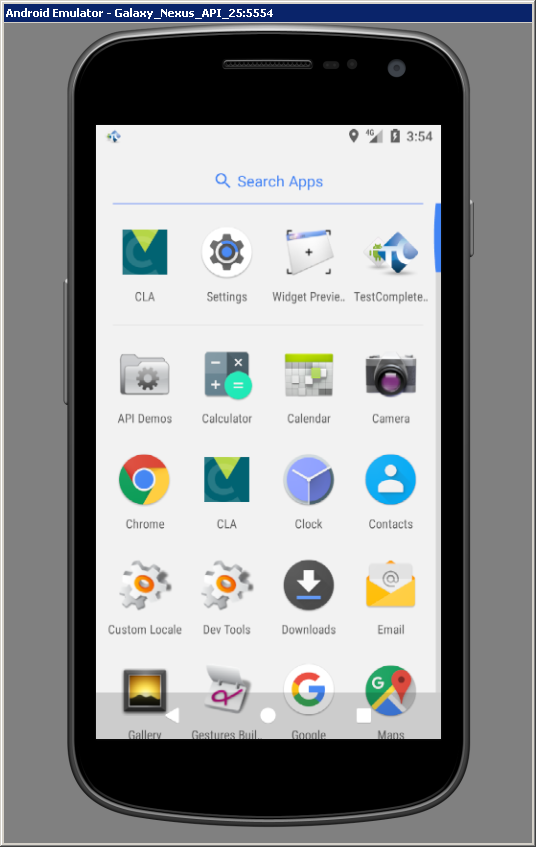 Android Emulator - Galaxy_Nexus_API_25:5554
4G 3:54
Search Apps
CLA Settings Widget Previe.. TestComplete..
API Demos Calculator Calendar Camera
Chrome CLA Clock Contacts
Custom Locale Dev Tools Downloads Email
Gallery Gestures Buil.. Google Maps